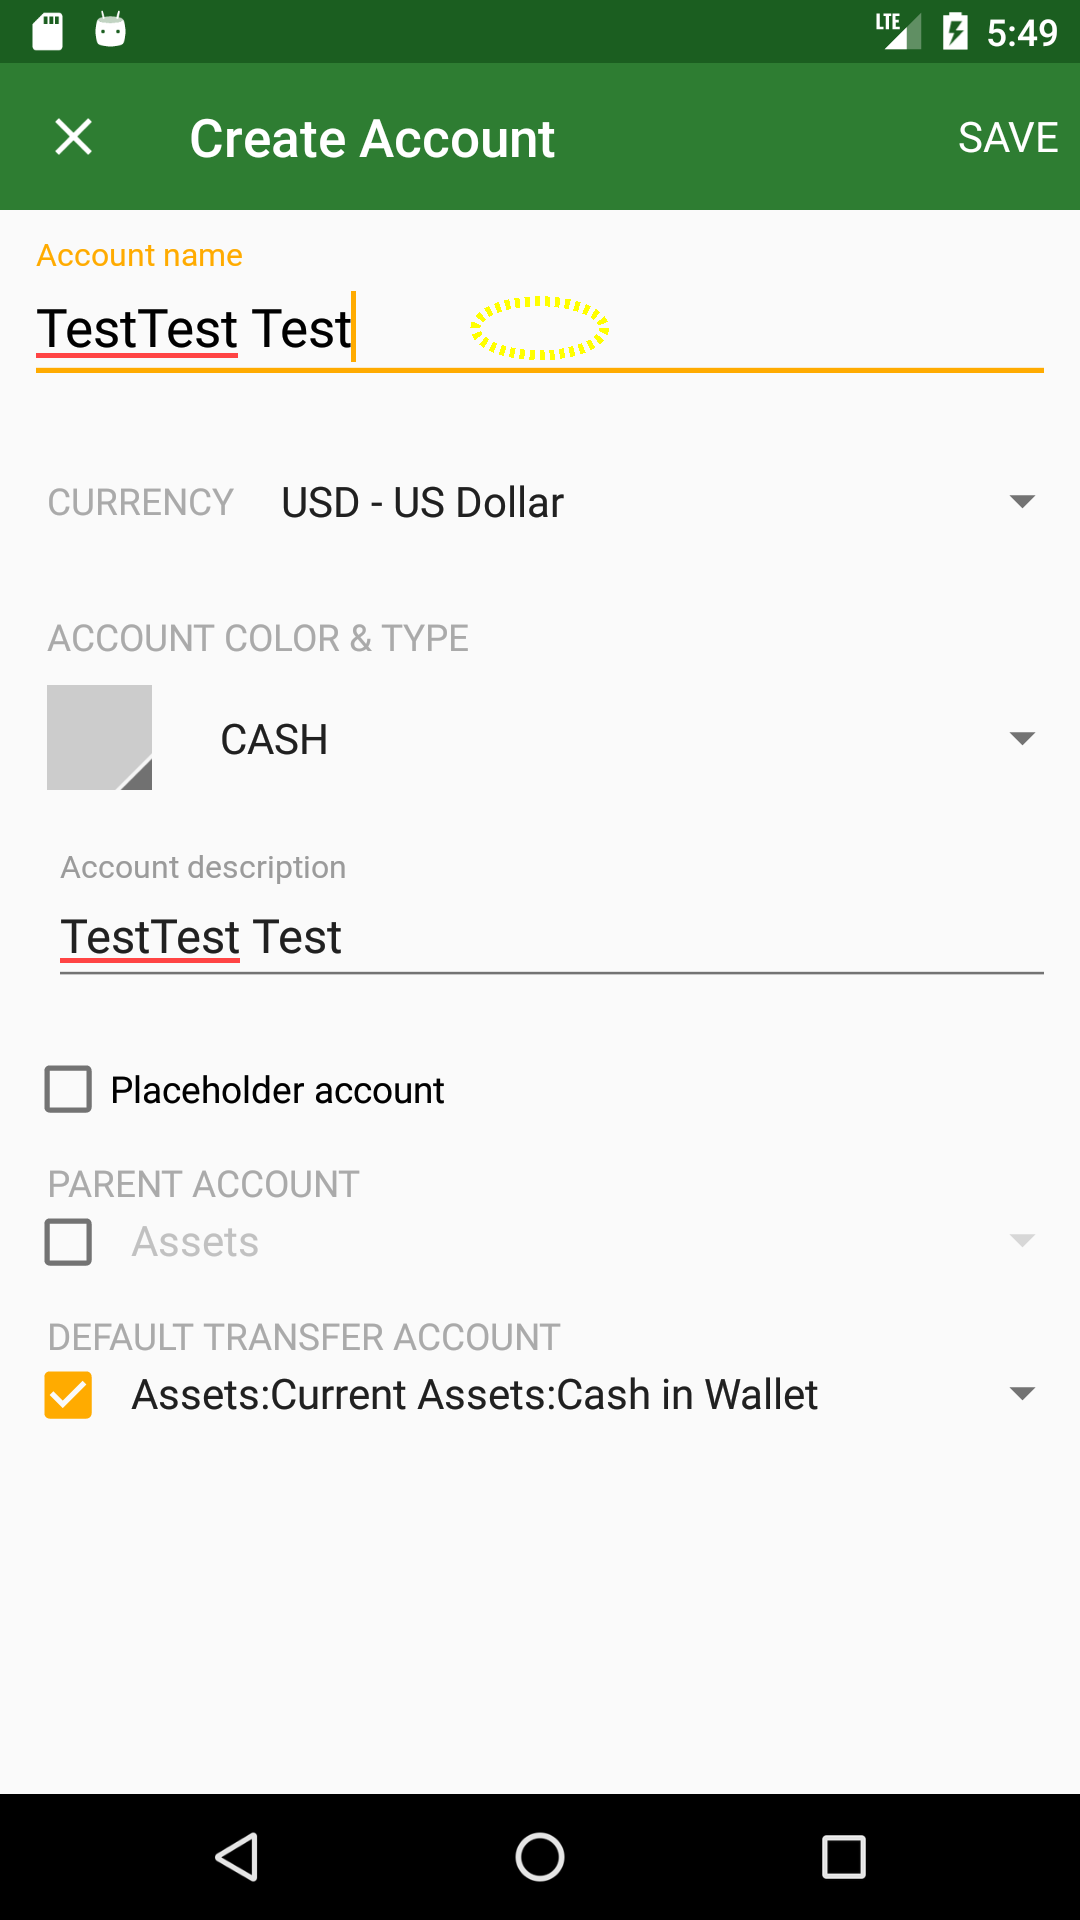 LTE 5:49
Create Account SAVE
Account name
TestTest Test
CURRENCY USD - US Dollar
ACCOUNT COLOR & TYPE
CASH
Account description
TestTest Test
Placeholder account
PARENT ACCOUNT
Assets
DEFAULT TRANSFER ACCOUNT
Assets:Current Assets:Cash in Wallet